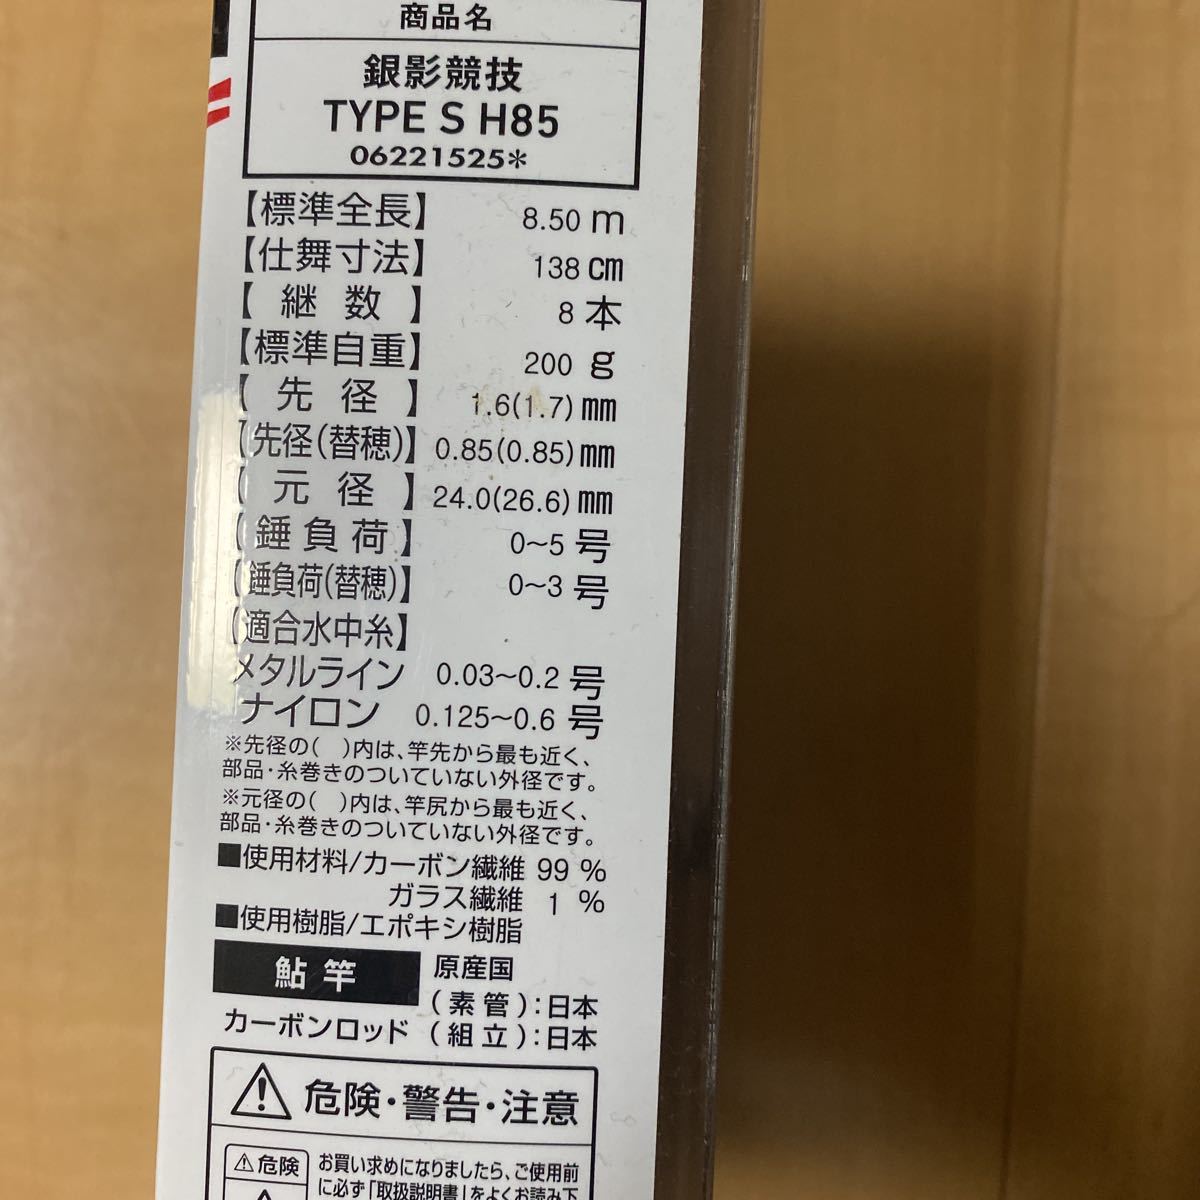 商品名
銀影競技
TYPE S H85
06221525*
【標準全長】 8.50 m
【仕舞寸法】 138 cm
【継数】 8 本
【標準自重】 200 g
【先径】 1.6(1.7) mm
【先径(替穂)】 0.85(0.85) mm
【元径】 24.0(26.6) mm
【錘負荷】 0~5 号
【錘負荷(替穂)】 0~3 号
【適合水中糸】
メタルライン 0.03~0.2 号
ナイロン 0.125~0.6 号
※先径の( )内は、竿先から最も近く、
部品・糸巻きのついていない外径です。
※元径の( )内は、竿尻から最も近く、
部品・糸巻きのついていない外径です。
■使用材料/カーボン繊維 99 %
ガラス繊維 1 %
■使用樹脂/エポキシ樹脂
鮎竿 原産国
(素管):日本
カーボンロッド (組立):日本
⚠危険・警告・注意
⚠危険 お買い求めになりましたら、ご使用前
に必ず「取扱説明書」をよくお読み下